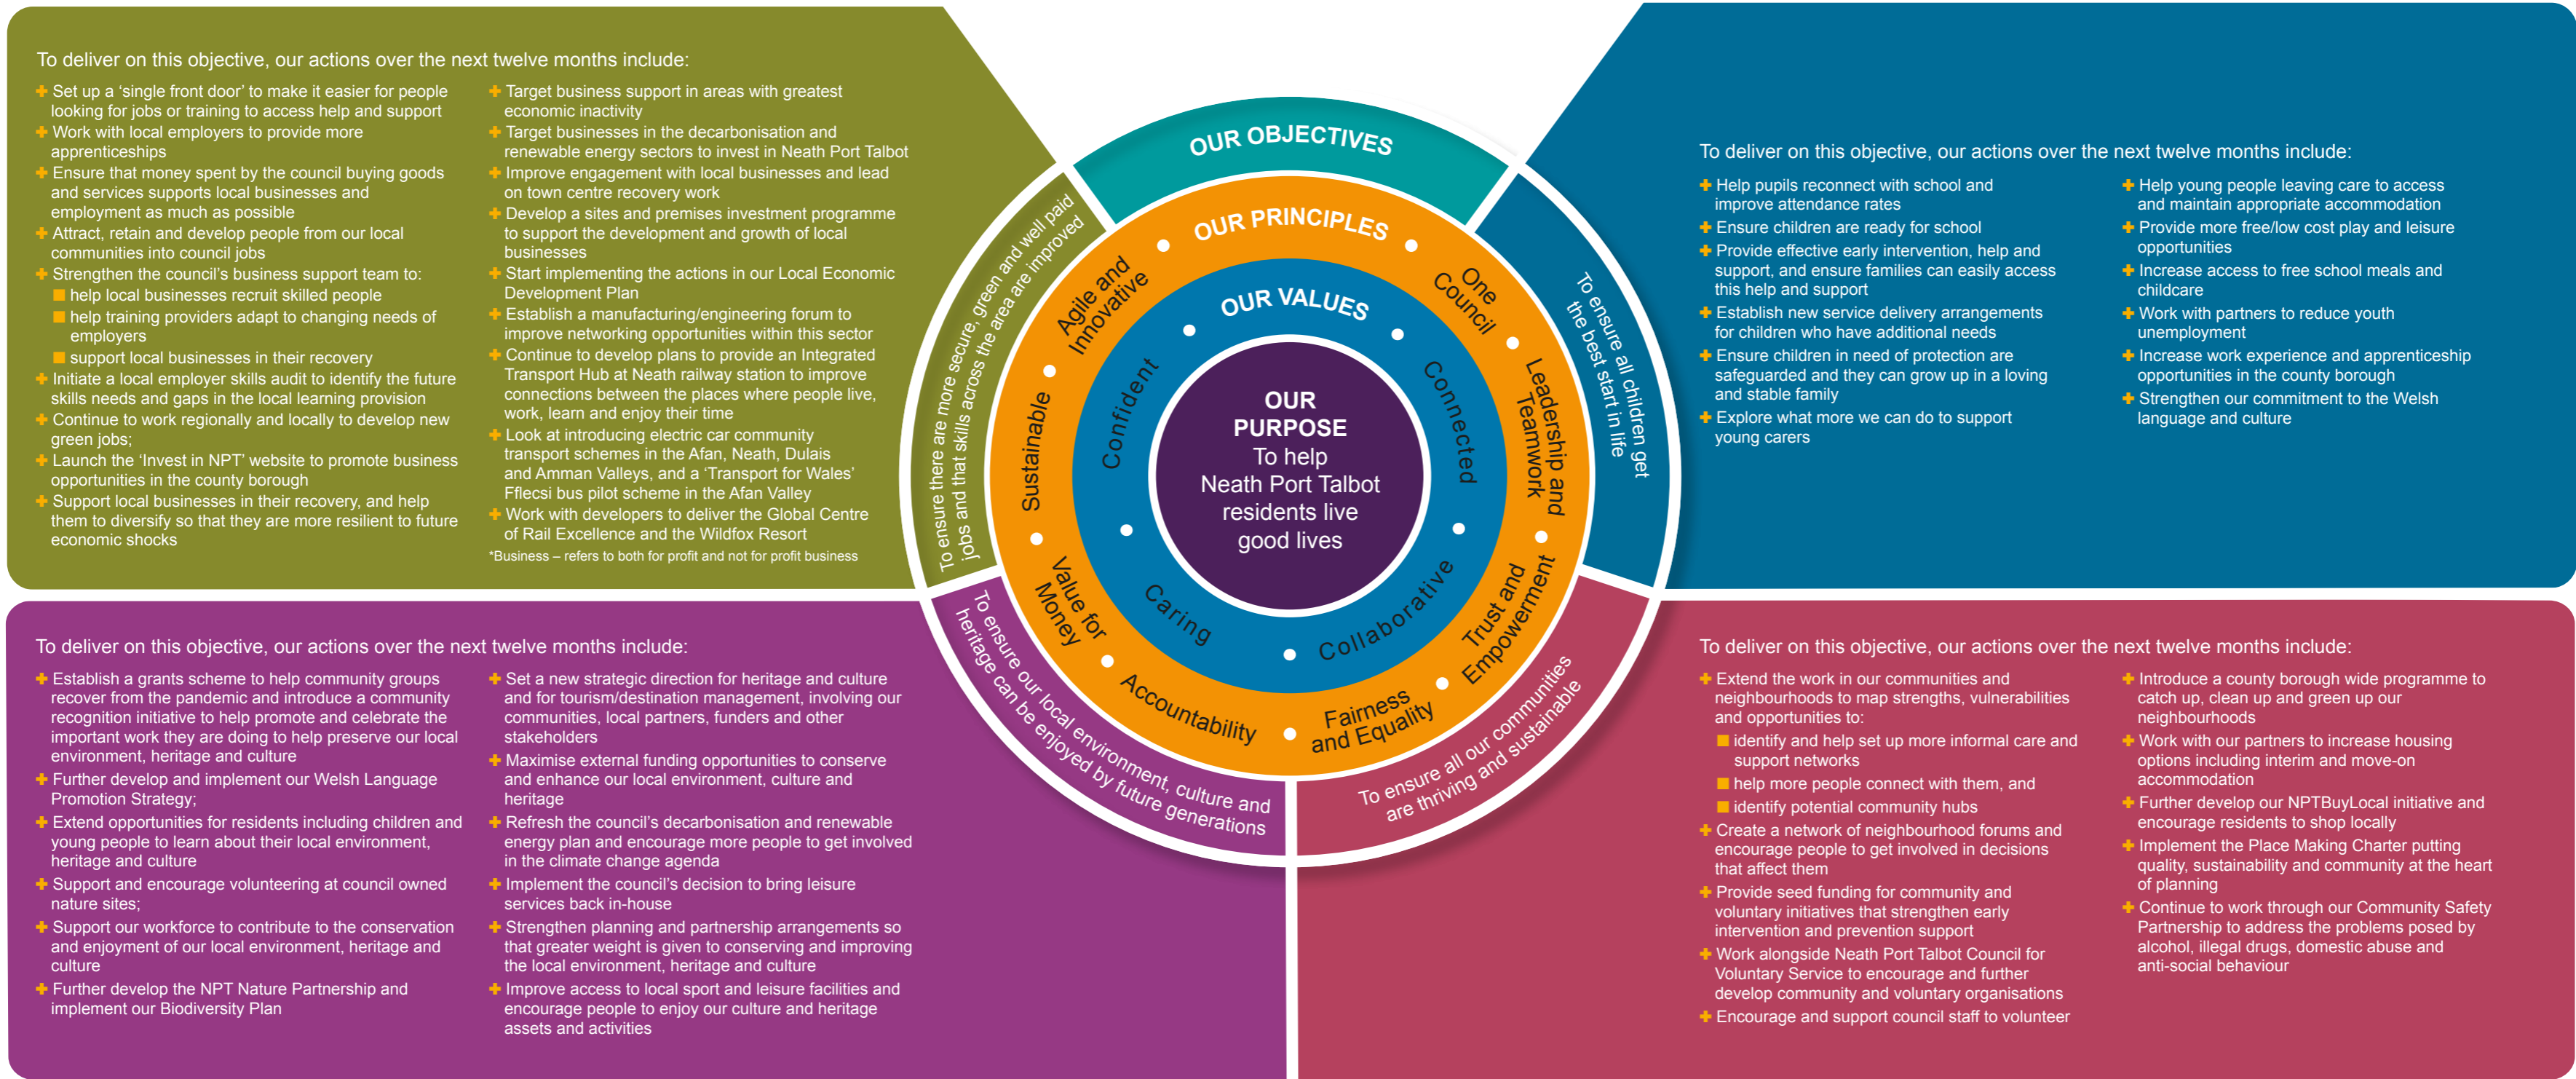 To deliver on this objective, our actions over the next twelve months include:
Set up a ‘single front door’ to make it easier for people
looking for jobs or training to access help and support
Work with local employers to provide more
apprenticeships
Ensure that money spent by the council buying goods
and services supports local businesses and
employment as much as possible
Attract, retain and develop people from our local
communities into council jobs
Strengthen the council’s business support team to:
help local businesses recruit skilled people
help training providers adapt to changing needs of
employers
support local businesses in their recovery
Initiate a local employer skills audit to identify the future
skills needs and gaps in the local learning provision
Continue to work regionally and locally to develop new
green jobs;
Launch the ‘Invest in NPT’ website to promote business
opportunities in the county borough
Support local businesses in their recovery, and help
them to diversify so that they are more resilient to future
economic shocks
Target business support in areas with greatest
economic inactivity
Target businesses in the decarbonisation and
renewable energy sectors to invest in Neath Port Talbot
Improve engagement with local businesses and lead
on town centre recovery work
Develop a sites and premises investment programme
to support the development and growth of local
businesses
Start implementing the actions in our Local Economic
Development Plan
Establish a manufacturing/engineering forum to
improve networking opportunities within this sector
Continue to develop plans to provide an Integrated
Transport Hub at Neath railway station to improve
connections between the places where people live,
work, learn and enjoy their time
Look at introducing electric car community
transport schemes in the Afan, Neath, Dulais
and Amman Valleys, and a ‘Transport for Wales’
Fflecsi bus pilot scheme in the Afan Valley
Work with developers to deliver the Global Centre
of Rail Excellence and the Wildfox Resort
*Business – refers to both for profit and not for profit business
To ensure there are more secure, green and well paid
jobs and that skills across the area are improved
OUR OBJECTIVES
OUR PRINCIPLES
One
Council
Leadership and
Teamwork
Trust and
Empowerment
Fairness
and Equality
Accountability
Value for
Money
Sustainable
Agile and
Innovative
OUR VALUES
Connected
Collaborative
Caring
Confident
OUR
PURPOSE
To help
Neath Port Talbot
residents live
good lives
To ensure all children get
the best start in life
To deliver on this objective, our actions over the next twelve months include:
Help pupils reconnect with school and
improve attendance rates
Ensure children are ready for school
Provide effective early intervention, help and
support, and ensure families can easily access
this help and support
Establish new service delivery arrangements
for children who have additional needs
Ensure children in need of protection are
safeguarded and they can grow up in a loving
and stable family
Explore what more we can do to support
young carers
Help young people leaving care to access
and maintain appropriate accommodation
Provide more free/low cost play and leisure
opportunities
Increase access to free school meals and
childcare
Work with partners to reduce youth
unemployment
Increase work experience and apprenticeship
opportunities in the county borough
Strengthen our commitment to the Welsh
language and culture
To deliver on this objective, our actions over the next twelve months include:
Establish a grants scheme to help community groups
recover from the pandemic and introduce a community
recognition initiative to help promote and celebrate the
important work they are doing to help preserve our local
environment, heritage and culture
Further develop and implement our Welsh Language
Promotion Strategy;
Extend opportunities for residents including children and
young people to learn about their local environment,
heritage and culture
Support and encourage volunteering at council owned
nature sites;
Support our workforce to contribute to the conservation
and enjoyment of our local environment, heritage and
culture
Further develop the NPT Nature Partnership and
implement our Biodiversity Plan
Set a new strategic direction for heritage and culture
and for tourism/destination management, involving our
communities, local partners, funders and other
stakeholders
Maximise external funding opportunities to conserve
and enhance our local environment, culture and
heritage
Refresh the council’s decarbonisation and renewable
energy plan and encourage more people to get involved
in the climate change agenda
Implement the council’s decision to bring leisure
services back in-house
Strengthen planning and partnership arrangements so
that greater weight is given to conserving and improving
the local environment, heritage and culture
Improve access to local sport and leisure facilities and
encourage people to enjoy our culture and heritage
assets and activities
To ensure our local environment, culture and
heritage can be enjoyed by future generations
To ensure all our communities
are thriving and sustainable
To deliver on this objective, our actions over the next twelve months include:
Extend the work in our communities and
neighbourhoods to map strengths, vulnerabilities
and opportunities to:
identify and help set up more informal care and
support networks
help more people connect with them, and
identify potential community hubs
Create a network of neighbourhood forums and
encourage people to get involved in decisions
that affect them
Provide seed funding for community and
voluntary initiatives that strengthen early
intervention and prevention support
Work alongside Neath Port Talbot Council for
Voluntary Service to encourage and further
develop community and voluntary organisations
Encourage and support council staff to volunteer
Introduce a county borough wide programme to
catch up, clean up and green up our
neighbourhoods
Work with our partners to increase housing
options including interim and move-on
accommodation
Further develop our NPTBuyLocal initiative and
encourage residents to shop locally
Implement the Place Making Charter putting
quality, sustainability and community at the heart
of planning
Continue to work through our Community Safety
Partnership to address the problems posed by
alcohol, illegal drugs, domestic abuse and
anti-social behaviour